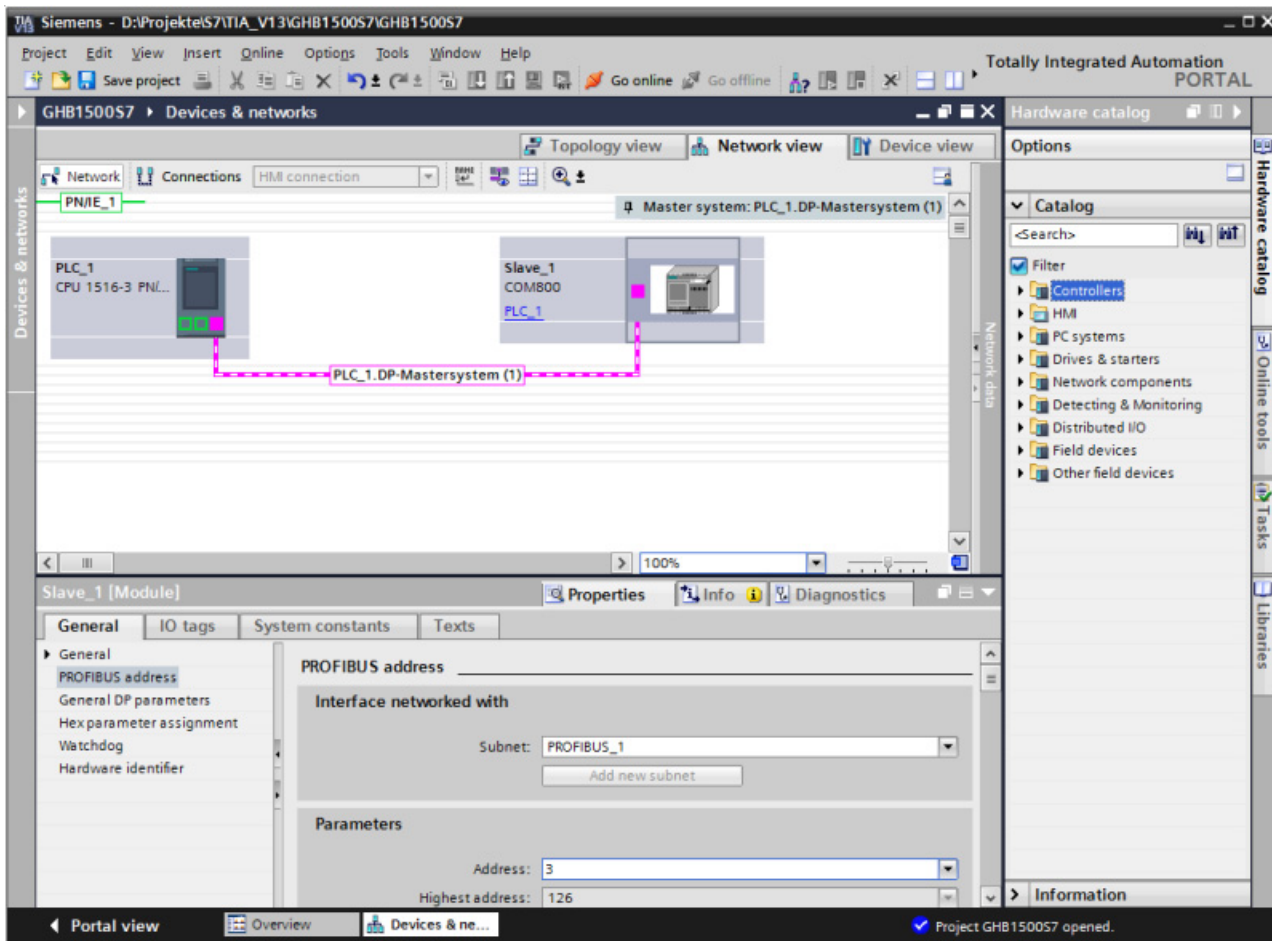 Siemens - D:\Projekte\S7\TIA_V13\GHB1500S7\GHB1500S7
Project Edit View Insert Online Options Tools Window Help
Totally Integrated Automation
PORTAL
Save project Go online Go offline
GHB1500S7 Devices & networks
Hardware catalog
Topology view Network view Device view
Options
Network Connections HMI connection
PN/IE_1
Master system: PLC_1.DP-Mastersystem (1)
Catalog
<Search>
Filter
Controllers
HMI
PC systems
Drives & starters
Network components
Detecting & Monitoring
Distributed I/O
Field devices
Other field devices
PLC_1
CPU 1516-3 PN/...
Slave_1
COM800
PLC_1
PLC_1.DP-Mastersystem (1)
Devices & networks
Network data
Hardware catalog
Online tools
Tasks
Libraries
100%
Slave_1 [Module]
Properties Info Diagnostics
General IO tags System constants Texts
General
PROFIBUS address
General DP parameters
Hex parameter assignment
Watchdog
Hardware identifier
PROFIBUS address
Interface networked with
Subnet: PROFIBUS_1
Add new subnet
Parameters
Address: 3
Highest address: 126
Information
Portal view Overview Devices & ne...
Project GHB1500S7 opened.